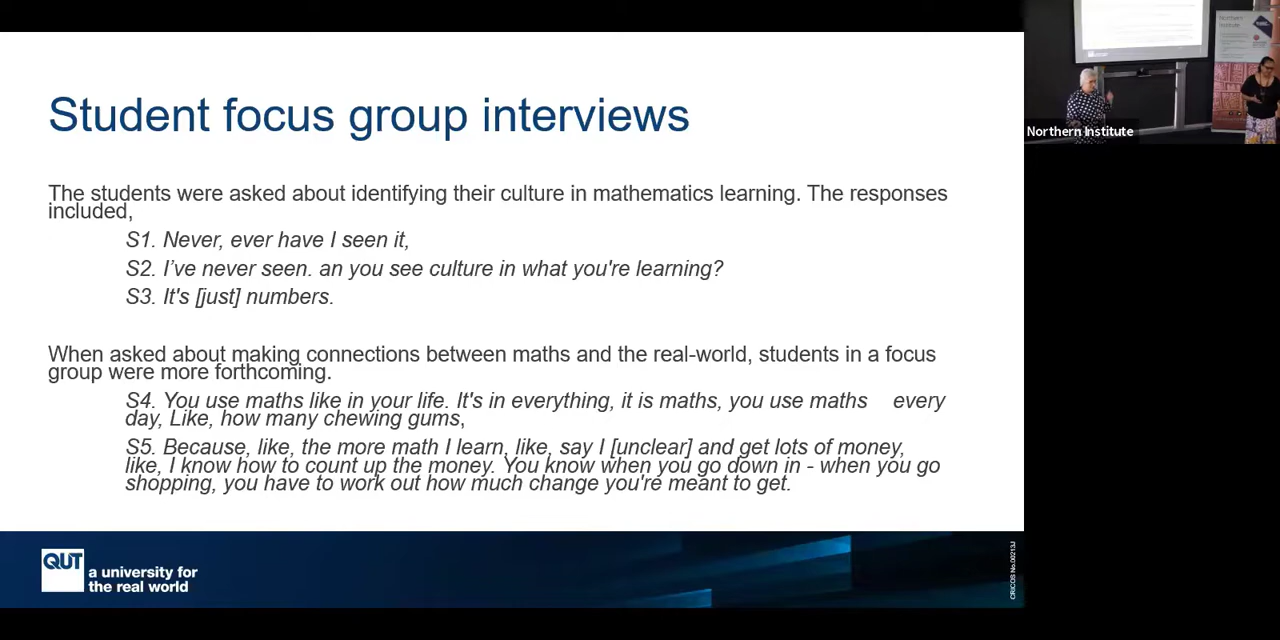 Student focus group interviews
The students were asked about identifying their culture in mathematics learning. The responses
included,
S1. Never, ever have I seen it,
S2. I've never seen. an you see culture in what you're learning?
S3. It's [just] numbers.
When asked about making connections between maths and the real-world, students in a focus
group were more forthcoming.
S4. You use maths like in your life. It's in everything, it is maths, you use maths every
day, Like, how many chewing gums,
S5. Because, like, the more math I learn, like, say I [unclear] and get lots of money,
like, I know how to count up the money. You know when you go down in - when you go
shopping, you have to work out how much change you're meant to get.
QUT
a university for
the real world
CRICOS No.00213J
Northern
Institute
Northern Institute